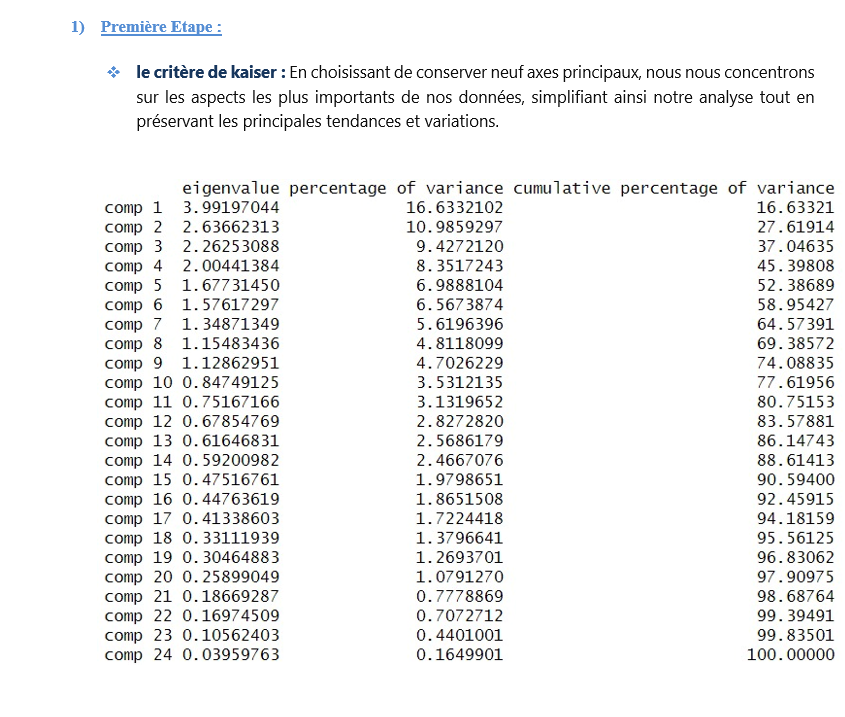 1) Première Etape :
❖ le critère de kaiser : En choisissant de conserver neuf axes principaux, nous nous concentrons
sur les aspects les plus importants de nos données, simplifiant ainsi notre analyse tout en
préservant les principales tendances et variations.
eigenvalue percentage of variance cumulative percentage of variance
comp 1 3.99197044 16.6332102 16.63321
comp 2 2.63662313 10.9859297 27.61914
comp 3 2.26253088 9.4272120 37.04635
comp 4 2.00441384 8.3517243 45.39808
comp 5 1.67731450 6.9888104 52.38689
comp 6 1.57617297 6.5673874 58.95427
comp 7 1.34871349 5.6196396 64.57391
comp 8 1.15483436 4.8118099 69.38572
comp 9 1.12862951 4.7026229 74.08835
comp 10 0.84749125 3.5312135 77.61956
comp 11 0.75167166 3.1319652 80.75153
comp 12 0.67854769 2.8272820 83.57881
comp 13 0.61646831 2.5686179 86.14743
comp 14 0.59200982 2.4667076 88.61413
comp 15 0.47516761 1.9798651 90.59400
comp 16 0.44763619 1.8651508 92.45915
comp 17 0.41338603 1.7224418 94.18159
comp 18 0.33111939 1.3796641 95.56125
comp 19 0.30464883 1.2693701 96.83062
comp 20 0.25899049 1.0791270 97.90975
comp 21 0.18669287 0.7778869 98.68764
comp 22 0.16974509 0.7072712 99.39491
comp 23 0.10562403 0.4401001 99.83501
comp 24 0.03959763 0.1649901 100.00000